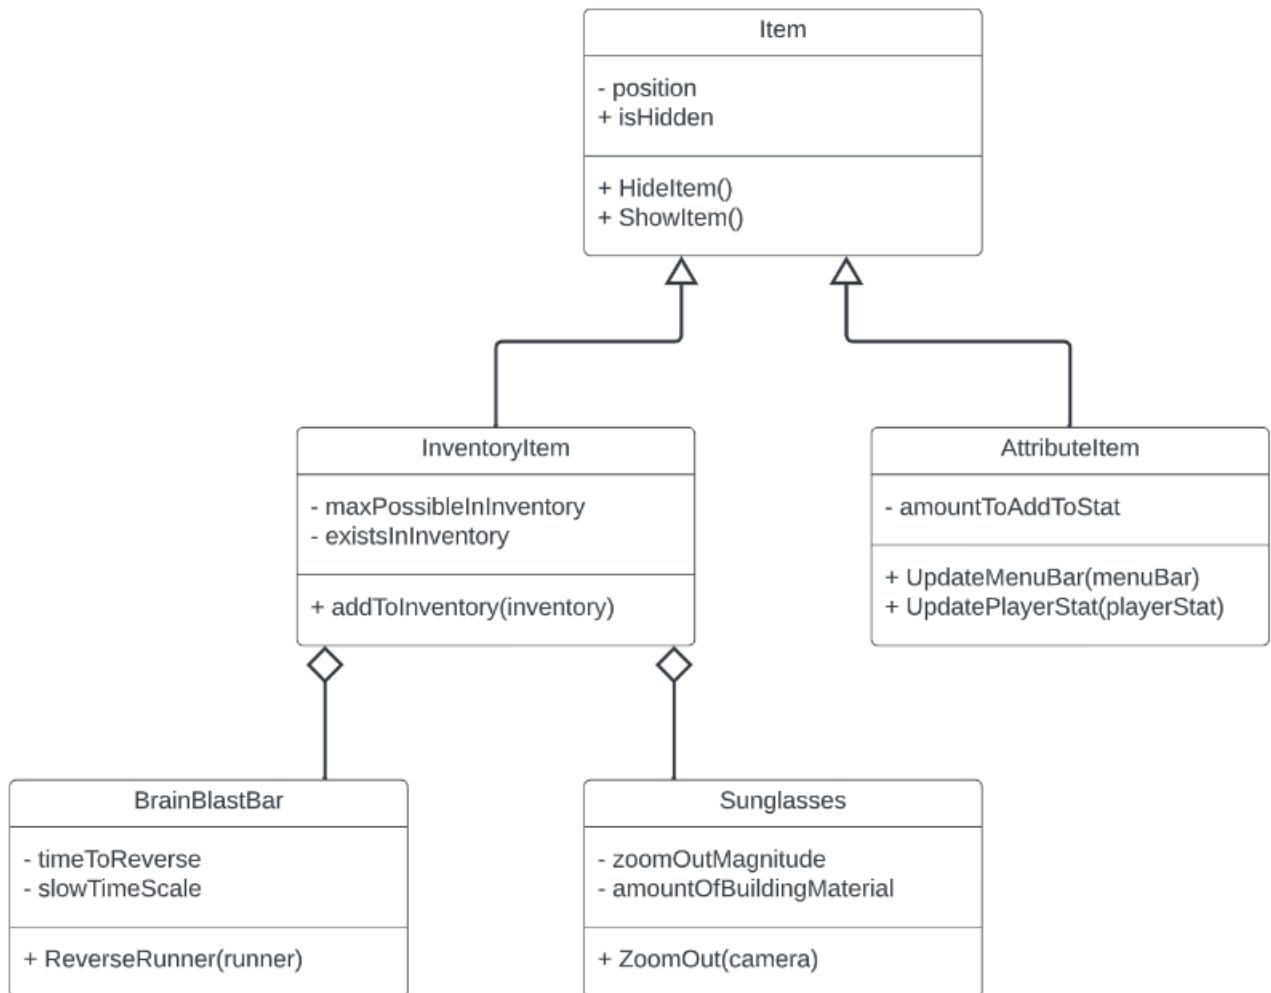 Item
- position
+ isHidden
+ HideItem()
+ ShowItem()
InventoryItem
- maxPossibleInInventory
- existsInInventory
+ addToInventory(inventory)
AttributeItem
- amountToAddToStat
+ UpdateMenuBar(menuBar)
+ UpdatePlayerStat(playerStat)
BrainBlastBar
- timeToReverse
- slowTimeScale
+ ReverseRunner(runner)
Sunglasses
- zoomOutMagnitude
- amountOfBuildingMaterial
+ ZoomOut(camera)